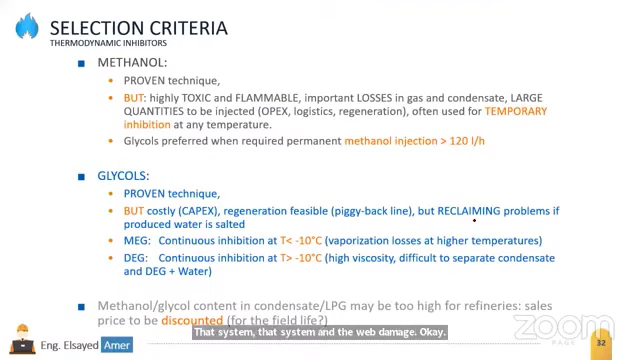 SELECTION CRITERIA
THERMODYNAMIC INHIBITORS
METHANOL:
PROVEN technique,
BUT: highly TOXIC and FLAMMABLE, important LOSSES in gas and condensate, LARGE
QUANTITIES to be injected (OPEX, logistics, regeneration), often used for TEMPORARY
inhibition at any temperature.
Glycols preferred when required permanent methanol injection > 120 l/h
GLYCOLS:
PROVEN technique,
BUT costly (CAPEX), regeneration feasible (piggy-back line), but RECLAIMING problems if
produced water is salted
MEG: Continuous inhibition at T< -10°C (vaporization losses at higher temperatures)
DEG: Continuous inhibition at T> -10°C (high viscosity, difficult to separate condensate
and DEG + Water)
Methanol/glycol content in condensate/LPG may be too high for refineries: sales
price to be discounted (for the field life?)
That system, that system and the web damage. Okay.
Eng. Elsayed Amer
zoom
PAGE
32